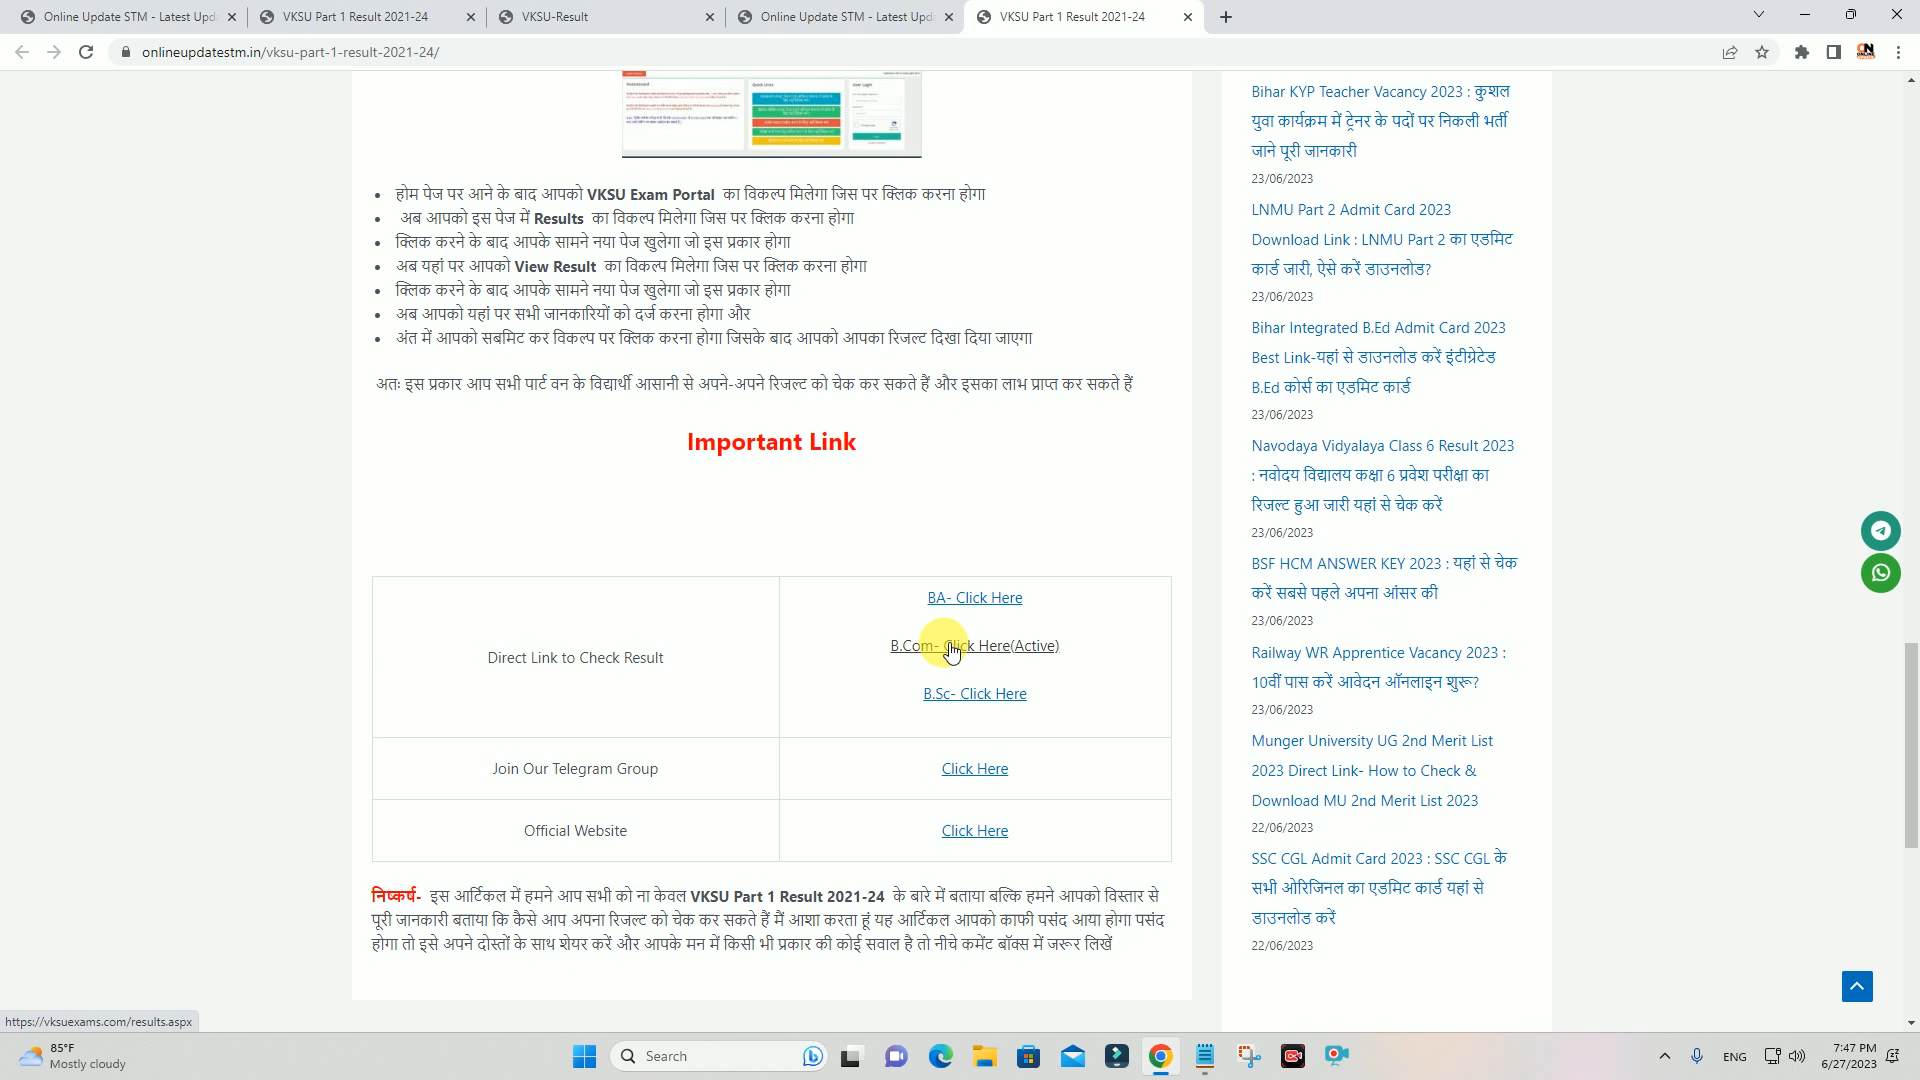 Online Update STM - Latest Upd
VKSU Part 1 Result 2021-24
VKSU-Result
Online Update STM - Latest Upd
VKSU Part 1 Result 2021-24
onlineupdatestm.in/vksu-part-1-result-2021-24/
Quick Links
User Login
होम पेज पर आने के बाद आपको VKSU Exam Portal का विकल्प मिलेगा जिस पर क्लिक करना होगा
अब आपको इस पेज में Results का विकल्प मिलेगा जिस पर क्लिक करना होगा
क्लिक करने के बाद आपके सामने नया पेज खुलेगा जो इस प्रकार होगा
अब यहां पर आपको View Result का विकल्प मिलेगा जिस पर क्लिक करना होगा
क्लिक करने के बाद आपके सामने नया पेज खुलेगा जो इस प्रकार होगा
अब आपको यहां पर सभी जानकारियों को दर्ज करना होगा और
अंत में आपको सबमिट कर विकल्प पर क्लिक करना होगा जिसके बाद आपको आपका रिजल्ट दिखा दिया जाएगा
अतः इस प्रकार आप सभी पार्ट वन के विद्यार्थी आसानी से अपने-अपने रिजल्ट को चेक कर सकते हैं और इसका लाभ प्राप्त कर सकते हैं
Important Link
Direct Link to Check Result
BA- Click Here
B.Com- Click Here(Active)
B.Sc- Click Here
Join Our Telegram Group
Click Here
Official Website
Click Here
निष्कर्ष- इस आर्टिकल में हमने आप सभी को ना केवल VKSU Part 1 Result 2021-24 के बारे में बताया बल्कि हमने आपको विस्तार से
पूरी जानकारी बताया कि कैसे आप अपना रिजल्ट को चेक कर सकते हैं मैं आशा करता हूं यह आर्टिकल आपको काफी पसंद आया होगा पसंद
होगा तो इसे अपने दोस्तों के साथ शेयर करें और आपके मन में किसी भी प्रकार की कोई सवाल है तो नीचे कमेंट बॉक्स में जरूर लिखें
Bihar KYP Teacher Vacancy 2023 : कुशल
युवा कार्यक्रम में ट्रेनर के पदों पर निकली भर्ती
जाने पूरी जानकारी
23/06/2023
LNMU Part 2 Admit Card 2023
Download Link : LNMU Part 2 का एडमिट
कार्ड जारी, ऐसे करें डाउनलोड?
23/06/2023
Bihar Integrated B.Ed Admit Card 2023
Best Link-यहां से डाउनलोड करें इंटीग्रेटेड
B.Ed कोर्स का एडमिट कार्ड
23/06/2023
Navodaya Vidyalaya Class 6 Result 2023
: नवोदय विद्यालय कक्षा 6 प्रवेश परीक्षा का
रिजल्ट हुआ जारी यहां से चेक करें
23/06/2023
BSF HCM ANSWER KEY 2023 : यहां से चेक
करें सबसे पहले अपना आंसर की
23/06/2023
Railway WR Apprentice Vacancy 2023 :
10वीं पास करें आवेदन ऑनलाइन शुरू?
23/06/2023
Munger University UG 2nd Merit List
2023 Direct Link- How to Check &
Download MU 2nd Merit List 2023
22/06/2023
SSC CGL Admit Card 2023 : SSC CGL के
सभी ओरिजिनल का एडमिट कार्ड यहां से
डाउनलोड करें
22/06/2023
https://vksuexams.com/results.aspx
85°F
Mostly cloudy
Search
ENG
7:47 PM
6/27/2023